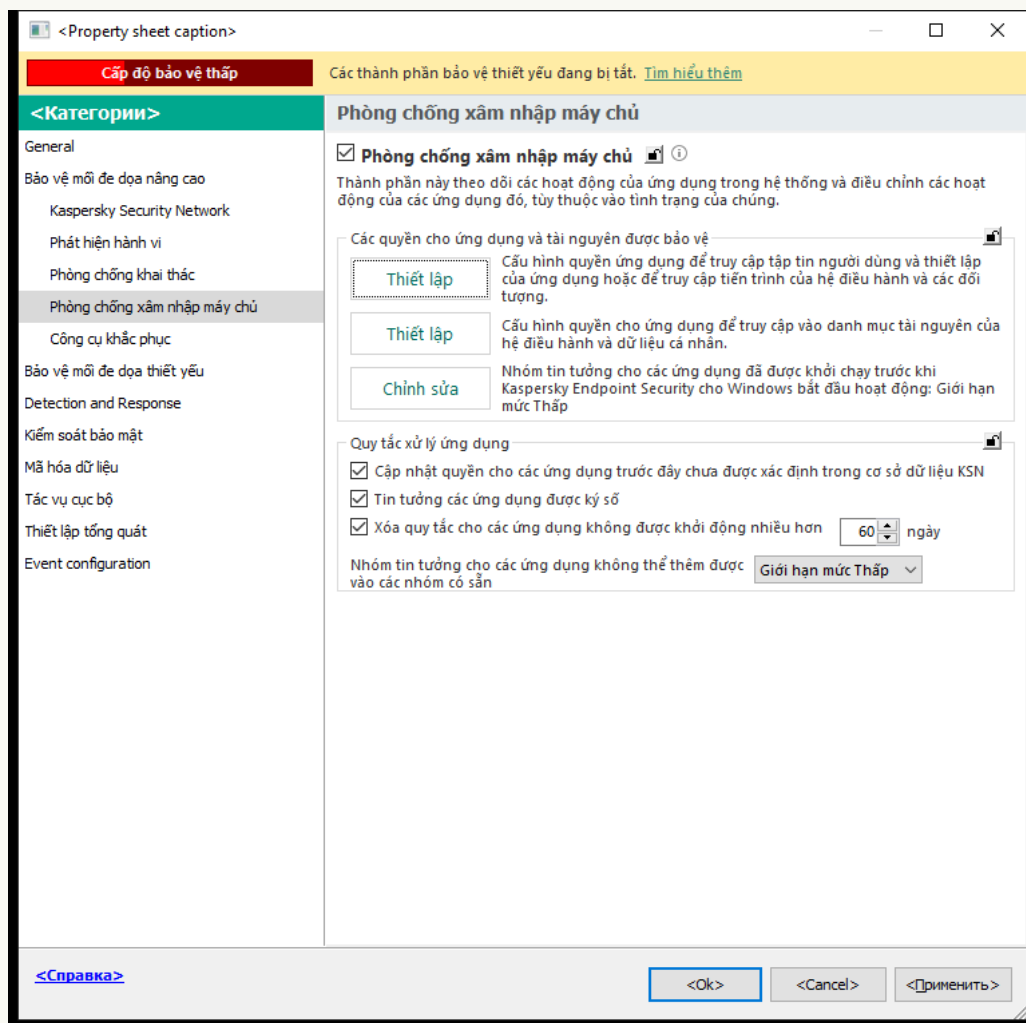 <Property sheet caption>
Cấp độ bảo vệ thấp
Các thành phần bảo vệ thiết yếu đang bị tắt. Tìm hiểu thêm
<Категории>
General
Bảo vệ mối đe dọa nâng cao
Kaspersky Security Network
Phát hiện hành vi
Phòng chống khai thác
Phòng chống xâm nhập máy chủ
Công cụ khắc phục
Bảo vệ mối đe dọa thiết yếu
Detection and Response
Kiểm soát bảo mật
Mã hóa dữ liệu
Tác vụ cục bộ
Thiết lập tổng quát
Event configuration
Phòng chống xâm nhập máy chủ
Phòng chống xâm nhập máy chủ
Thành phần này theo dõi các hoạt động của ứng dụng trong hệ thống và điều chỉnh các hoạt
động của các ứng dụng đó, tùy thuộc vào tình trạng của chúng.
Các quyền cho ứng dụng và tài nguyên được bảo vệ
Thiết lập
Cấu hình quyền ứng dụng để truy cập tập tin người dùng và thiết lập
của ứng dụng hoặc để truy cập tiến trình của hệ điều hành và các đối
tượng.
Thiết lập
Cấu hình quyền cho ứng dụng để truy cập vào danh mục tài nguyên của
hệ điều hành và dữ liệu cá nhân.
Chỉnh sửa
Nhóm tin tưởng cho các ứng dụng đã được khởi chạy trước khi
Kaspersky Endpoint Security cho Windows bắt đầu hoạt động: Giới hạn
mức Thấp
Quy tắc xử lý ứng dụng
Cập nhật quyền cho các ứng dụng trước đây chưa được xác định trong cơ sở dữ liệu KSN
Tin tưởng các ứng dụng được ký số
Xóa quy tắc cho các ứng dụng không được khởi động nhiều hơn 60 ngày
Nhóm tin tưởng cho các ứng dụng không thể thêm được
vào các nhóm có sẵn
Giới hạn mức Thấp
<Справка>
<Ok>
<Cancel>
<Применить>